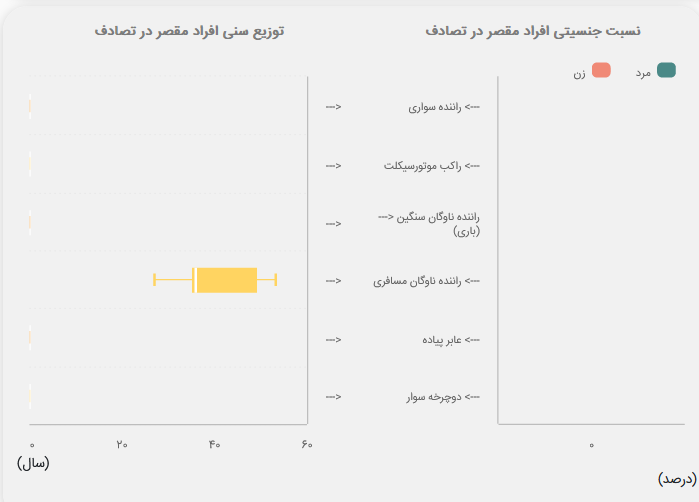 نسبت جنسیتی افراد مقصر در تصادف
توزیع سنی افراد مقصر در تصادف
مرد
زن
راننده سواری <---
--->
راکب موتورسیکلت <---
--->
راننده ناوگان سنگین <---
(باری)
--->
راننده ناوگان مسافری <---
--->
عابر پیاده <---
--->
دوچرخه سوار <---
--->
۰
(درصد)
۰ ۲۰ ۴۰ ۶۰
(سال)